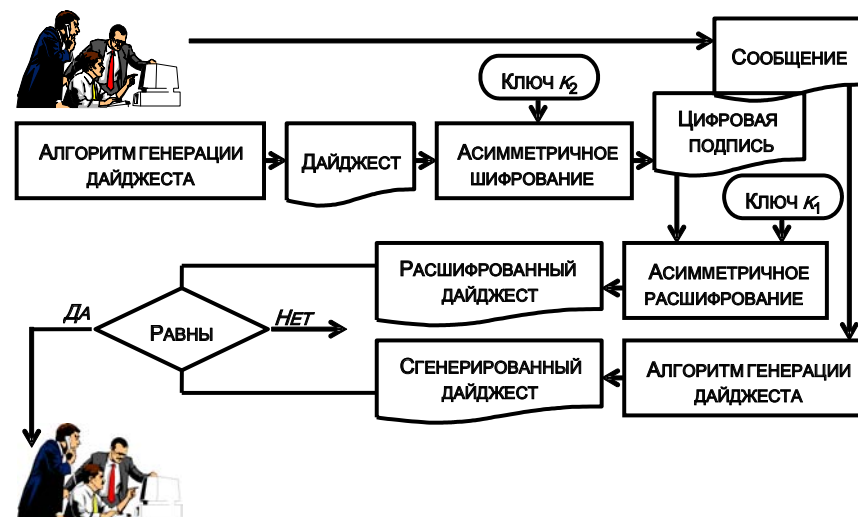 Сообщение
Ключ k₂
Цифровая
подпись
Алгоритм генерации
дайджеста
Дайджест
Асимметричное
шифрование
Ключ k₁
Расшифрованный
дайджест
Асимметричное
расшифрование
Да
Равны
Нет
Сгенерированный
дайджест
Алгоритм генерации
дайджеста